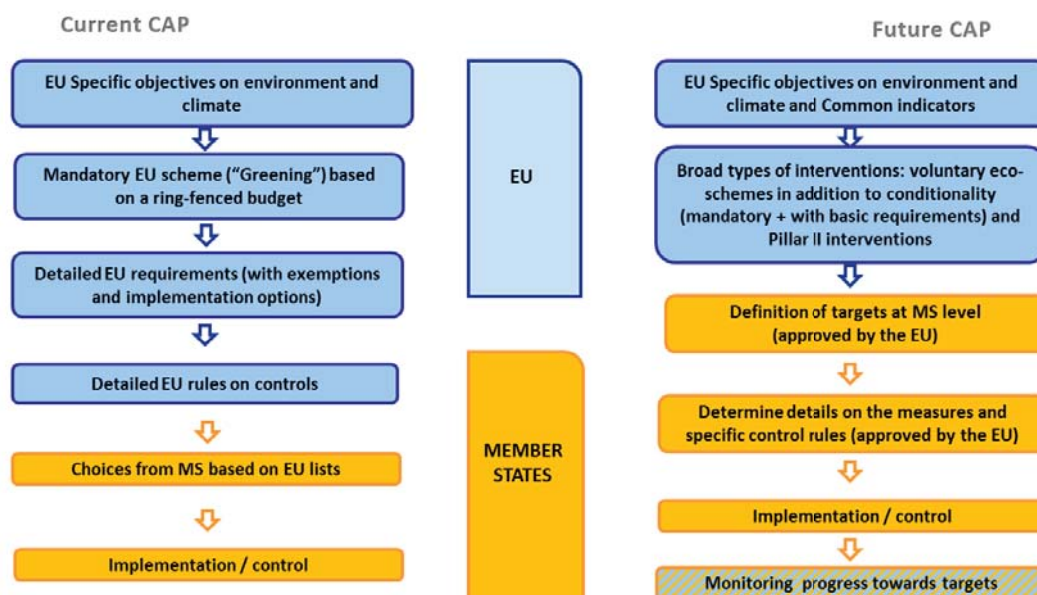 Current CAP
EU Specific objectives on environment and
climate
Mandatory EU scheme (“Greening”) based
on a ring-fenced budget
Detailed EU requirements (with exemptions
and implementation options)
Detailed EU rules on controls
Choices from MS based on EU lists
Implementation / control
EU
MEMBER
STATES
Future CAP
EU Specific objectives on environment and
climate and Common indicators
Broad types of interventions: voluntary eco-
schemes in addition to conditionality
(mandatory + with basic requirements) and
Pillar II interventions
Definition of targets at MS level
(approved by the EU)
Determine details on the measures and
specific control rules (approved by the EU)
Implementation / control
Monitoring progress towards targets